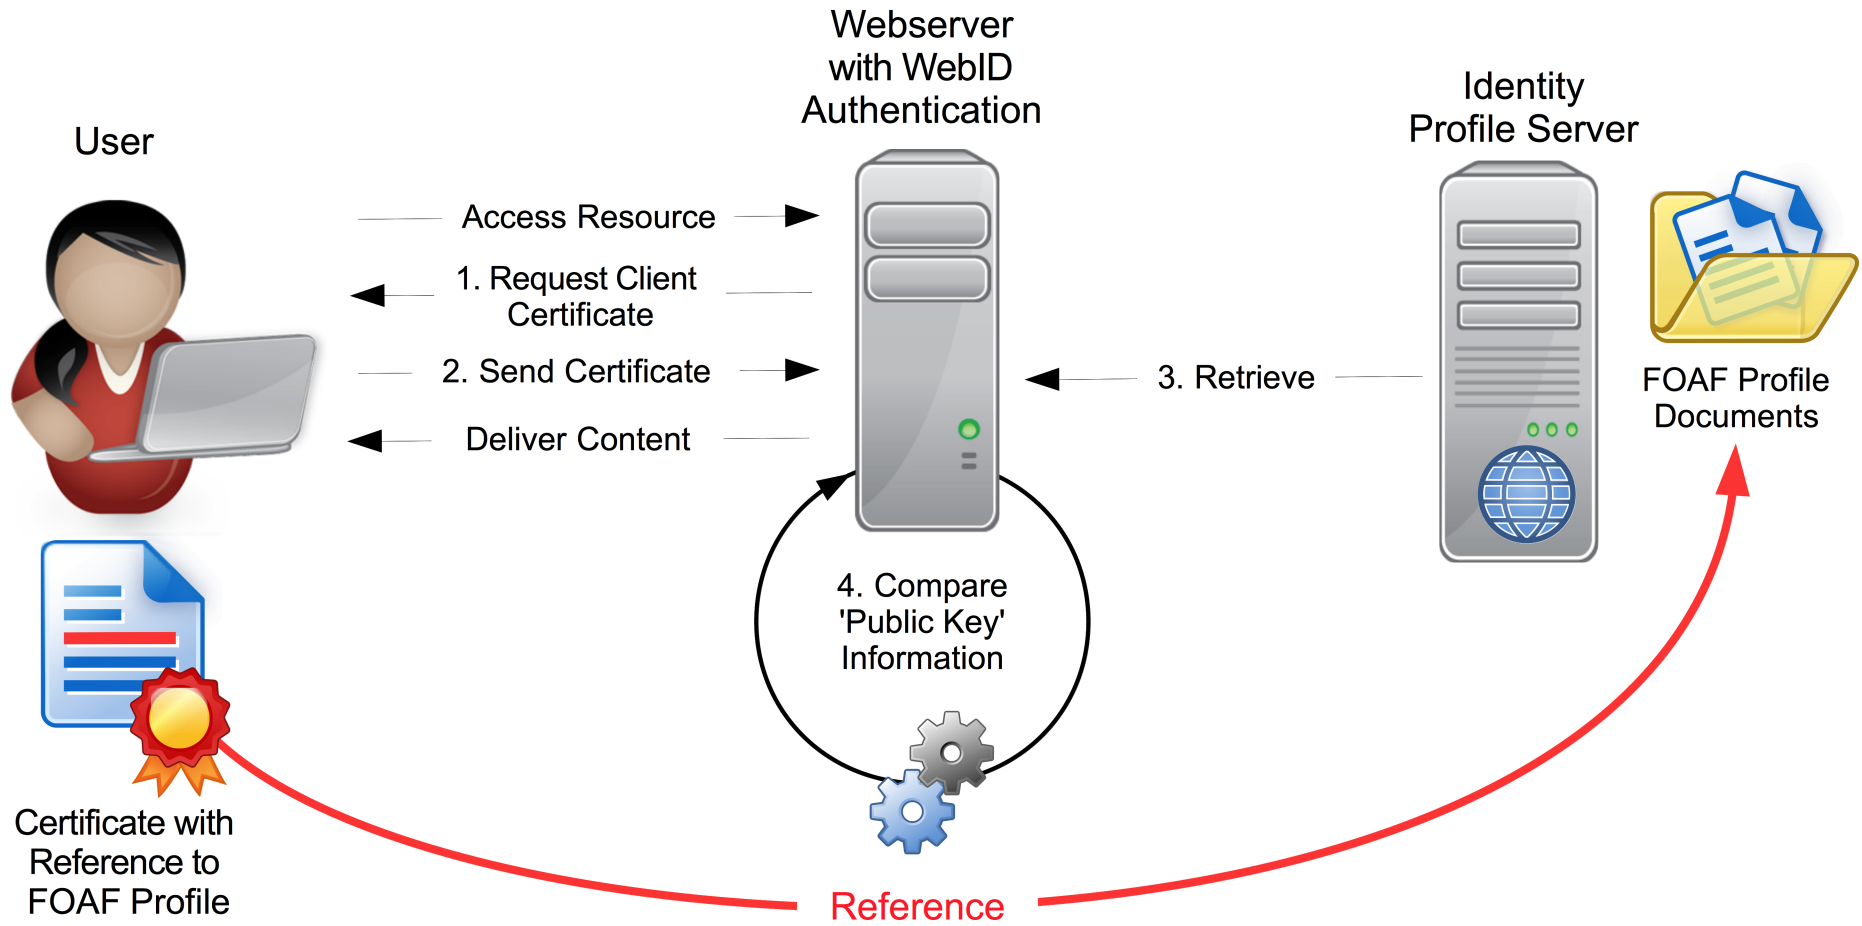 Webserver
with WebID
Authentication
Identity
Profile Server
User
Access Resource
1. Request Client
Certificate
2. Send Certificate
Deliver Content
3. Retrieve
FOAF Profile
Documents
4. Compare
'Public Key'
Information
Certificate with
Reference to
FOAF Profile
Reference